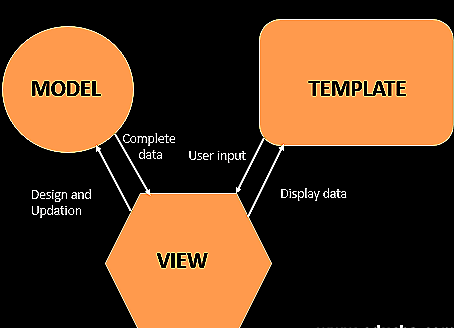 MODEL
TEMPLATE
Complete
data
User input
Design and
Updation
Display data
VIEW